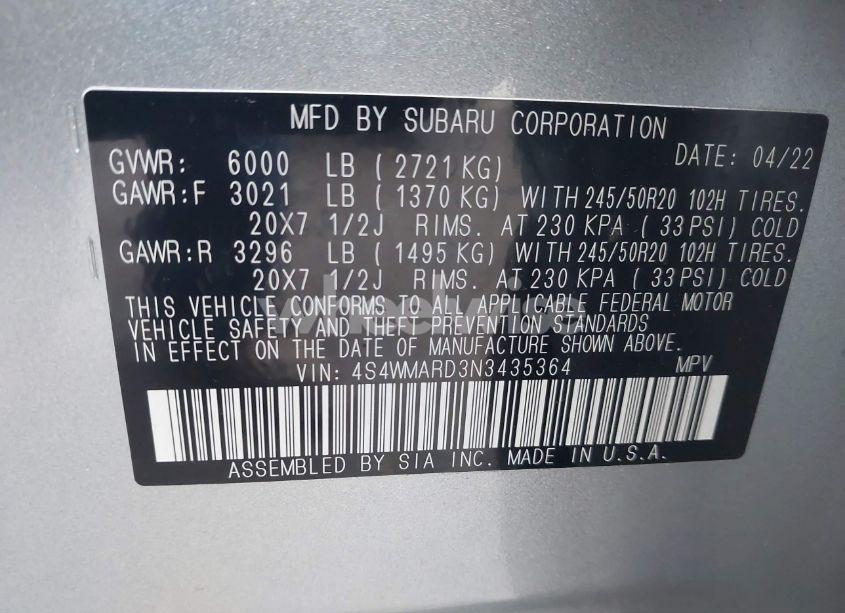 MFD BY SUBARU CORPORATION
GVWR: 6000 LB ( 2721 KG) DATE: 04/22
GAWR:F 3021 LB ( 1370 KG) WITH 245/50R20 102H TIRES.
20X7 1/2J RIMS. AT 230 KPA ( 33 PSI) COLD
GAWR:R 3296 LB ( 1495 KG) WITH 245/50R20 102H TIRES.
20X7 1/2J RIMS. AT 230 KPA ( 33 PSI) COLD
THIS VEHICLE CONFORMS TO ALL APPLICABLE FEDERAL MOTOR
VEHICLE SAFETY AND THEFT PREVENTION STANDARDS
IN EFFECT ON THE DATE OF MANUFACTURE SHOWN ABOVE.
VIN: 4S4WMARD3N3435364 MPV
ASSEMBLED BY SIA INC. MADE IN U.S.A.